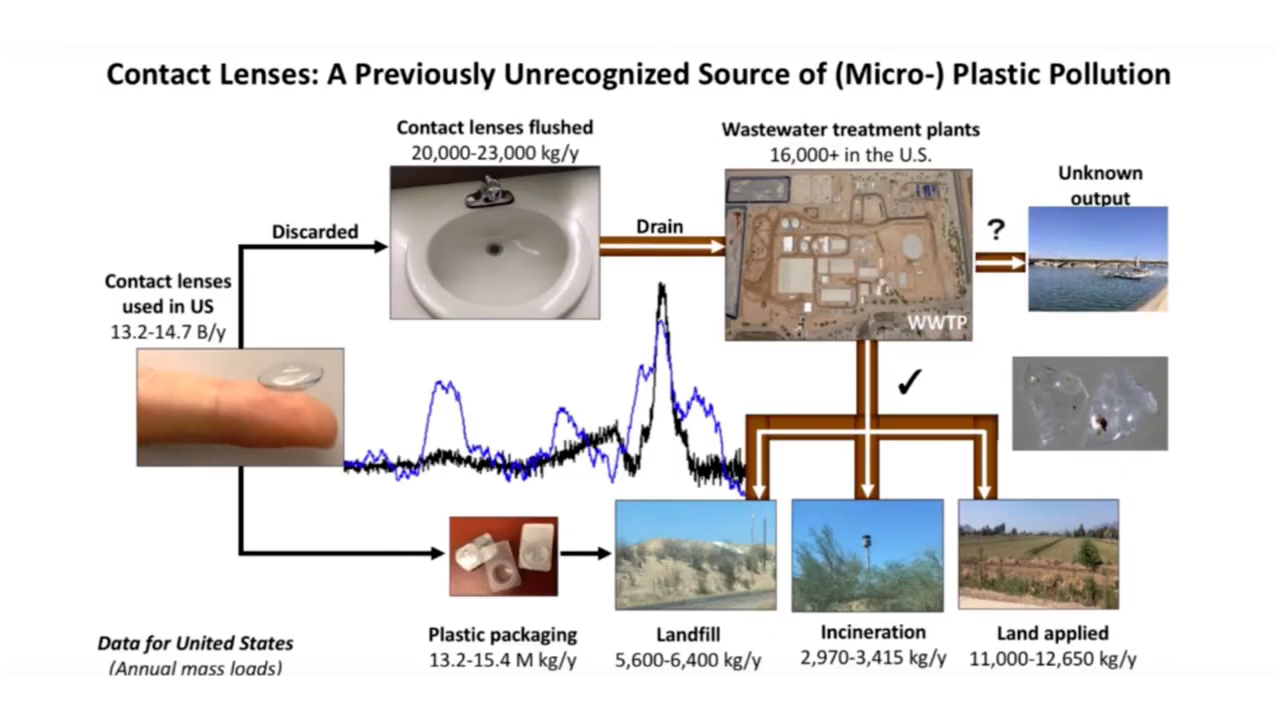 Contact Lenses: A Previously Unrecognized Source of (Micro-) Plastic Pollution
Contact lenses flushed
20,000-23,000 kg/y
Wastewater treatment plants
16,000+ in the U.S.
Unknown
output
Discarded
Drain
?
Contact lenses
used in US
13.2-14.7 B/y
WWTP
✓
Plastic packaging
13.2-15.4 M kg/y
Landfill
5,600-6,400 kg/y
Incineration
2,970-3,415 kg/y
Land applied
11,000-12,650 kg/y
Data for United States
(Annual mass loads)